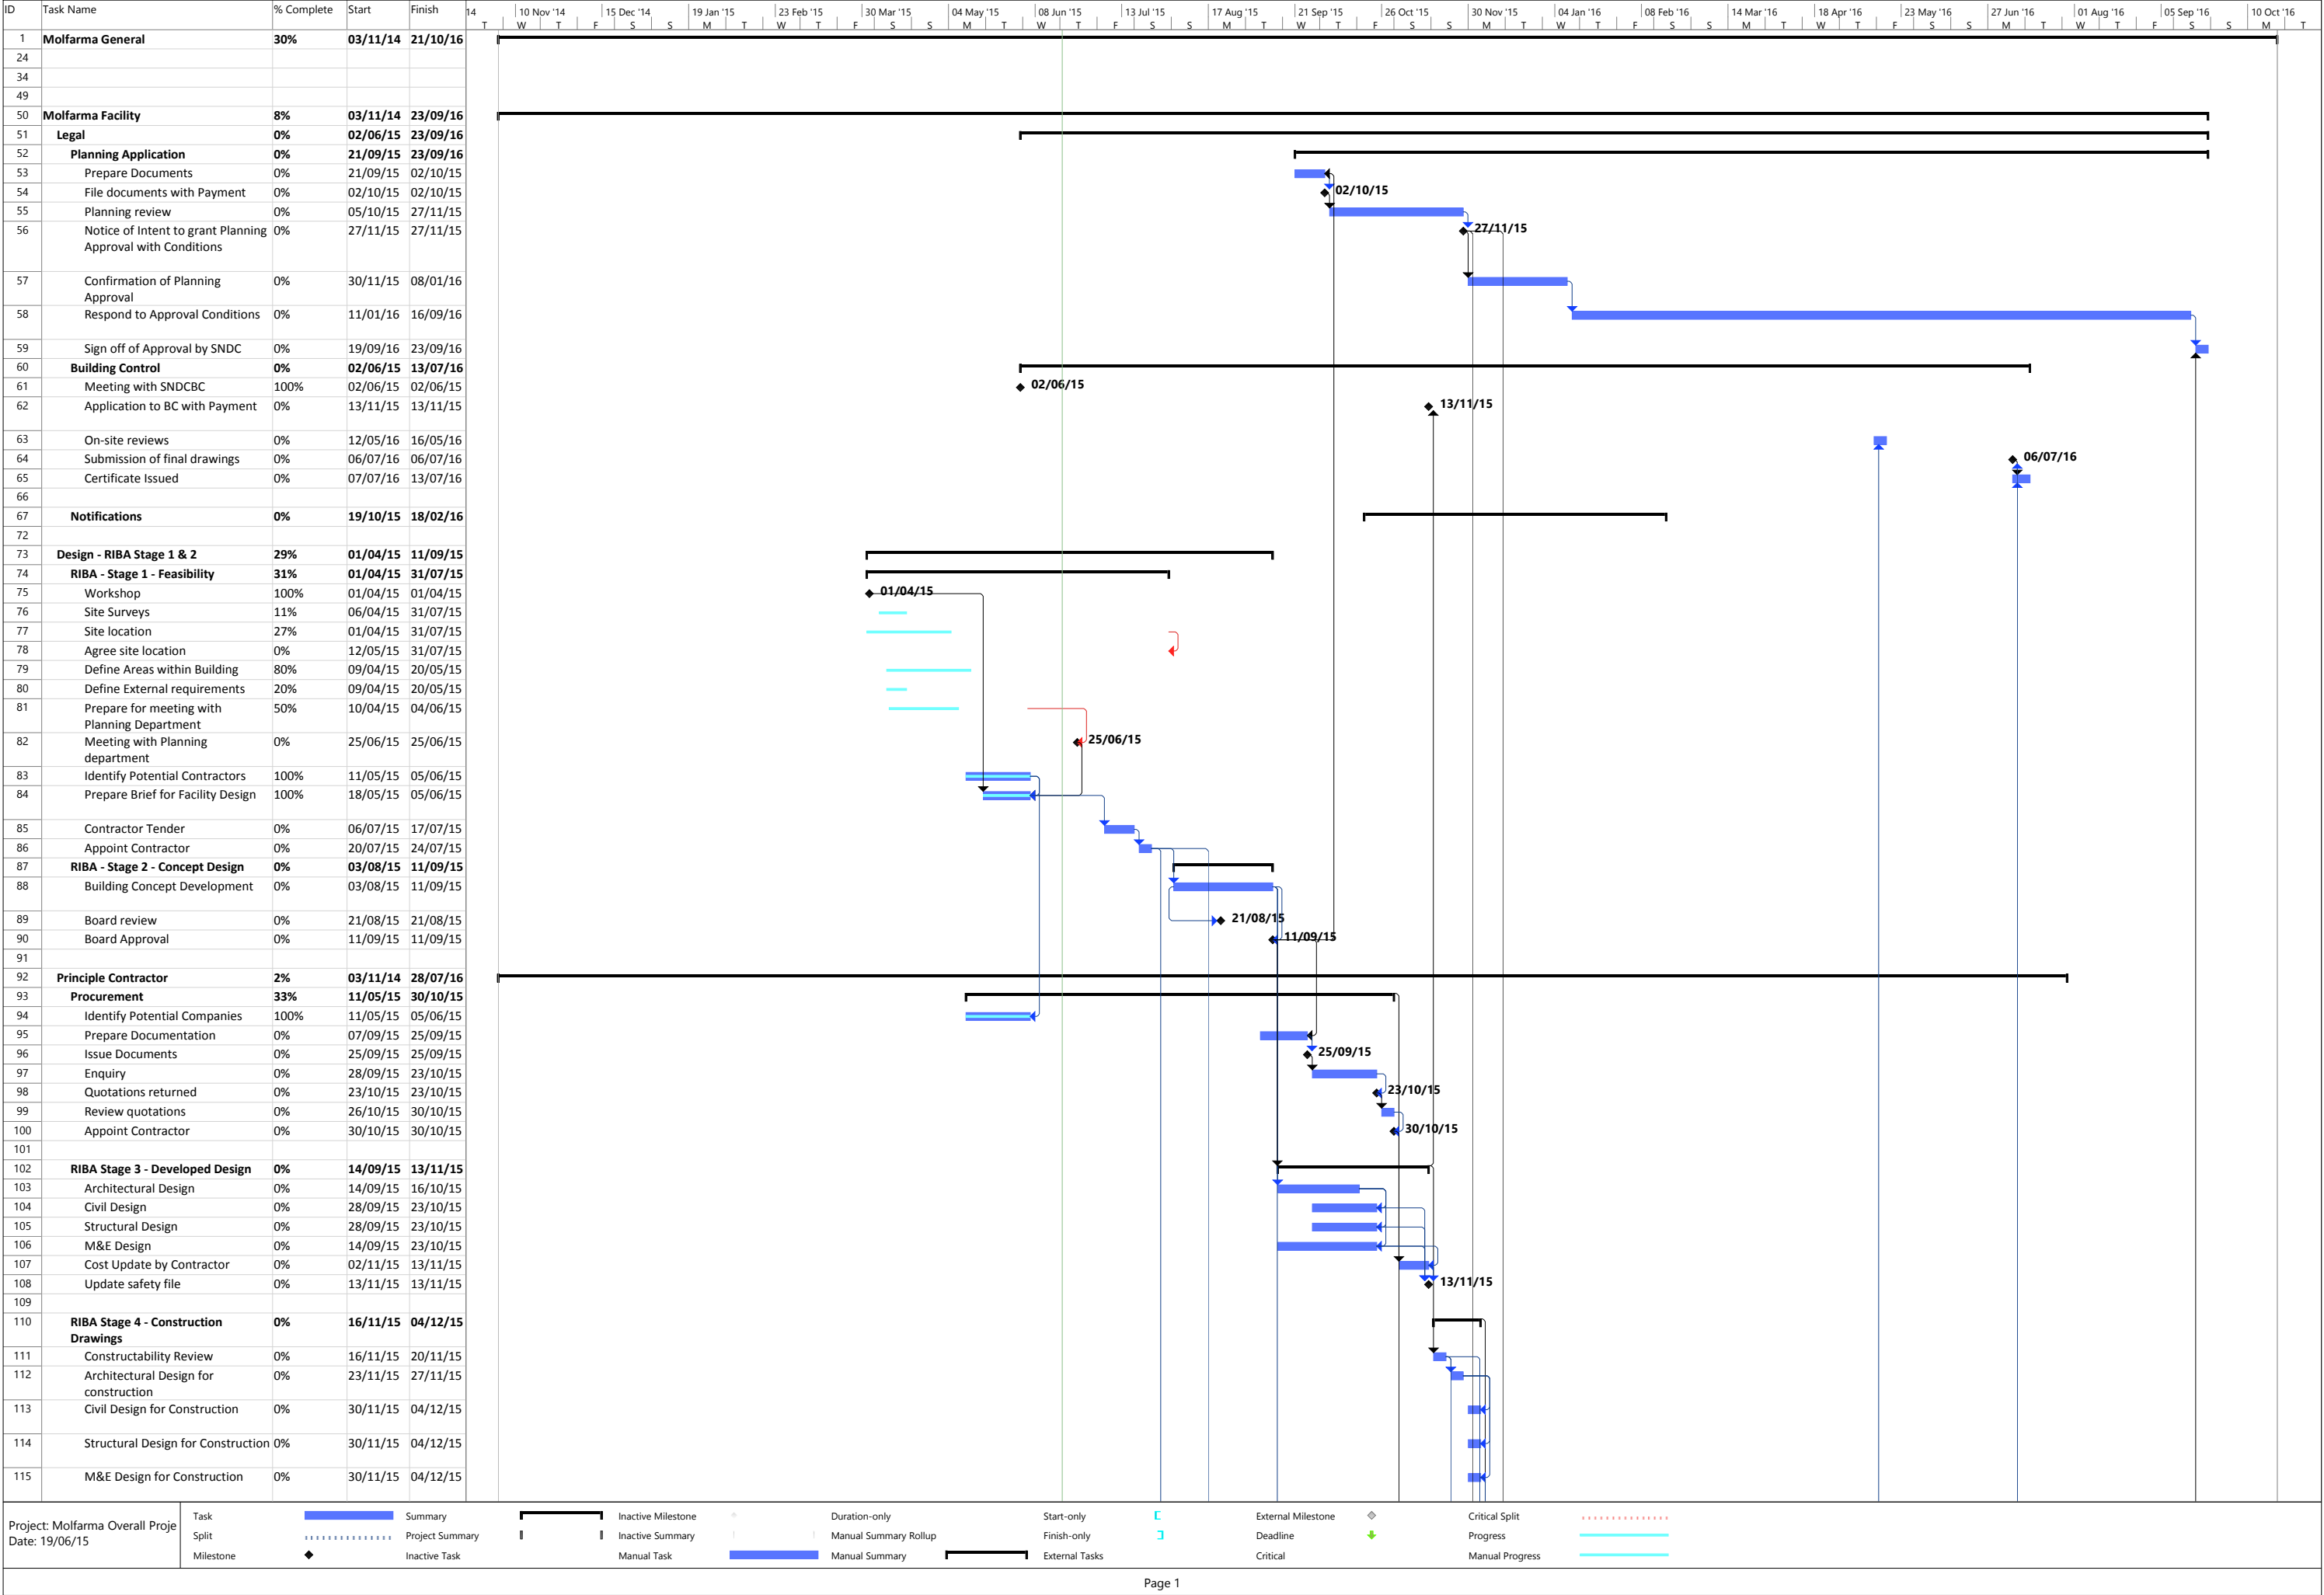 ID Task Name % Complete Start Finish 14 10 Nov '14 15 Dec '14 19 Jan '15 23 Feb '15 30 Mar '15 04 May '15 08 Jun '15 13 Jul '15 17 Aug '15 21 Sep '15 26 Oct '15 30 Nov '15 04 Jan '16 08 Feb '16 14 Mar '16 18 Apr '16 23 May '16 27 Jun '16 01 Aug '16 05 Sep '16 10 Oct '16
T W T F S S M T W T F S S M T W T F S S M T W T F S S M T W T F S S M T W T F S S M T W T F S S M T
1 Molfarma General 30% 03/11/14 21/10/16
24
34
49
50 Molfarma Facility 8% 03/11/14 23/09/16
51 Legal 0% 02/06/15 23/09/16
52 Planning Application 0% 21/09/15 23/09/16
53 Prepare Documents 0% 21/09/15 02/10/15
54 File documents with Payment 0% 02/10/15 02/10/15 02/10/15
55 Planning review 0% 05/10/15 27/11/15
56 Notice of Intent to grant Planning 0% 27/11/15 27/11/15 27/11/15
Approval with Conditions
57 Confirmation of Planning 0% 30/11/15 08/01/16
Approval
58 Respond to Approval Conditions 0% 11/01/16 16/09/16
59 Sign off of Approval by SNDC 0% 19/09/16 23/09/16
60 Building Control 0% 02/06/15 13/07/16
61 Meeting with SNDCBC 100% 02/06/15 02/06/15 02/06/15
62 Application to BC with Payment 0% 13/11/15 13/11/15 13/11/15
63 On-site reviews 0% 12/05/16 16/05/16
64 Submission of final drawings 0% 06/07/16 06/07/16 06/07/16
65 Certificate Issued 0% 07/07/16 13/07/16
66
67 Notifications 0% 19/10/15 18/02/16
72
73 Design - RIBA Stage 1 & 2 29% 01/04/15 11/09/15
74 RIBA - Stage 1 - Feasibility 31% 01/04/15 31/07/15
75 Workshop 100% 01/04/15 01/04/15 01/04/15
76 Site Surveys 11% 06/04/15 31/07/15
77 Site location 27% 01/04/15 31/07/15
78 Agree site location 0% 12/05/15 31/07/15
79 Define Areas within Building 80% 09/04/15 20/05/15
80 Define External requirements 20% 09/04/15 20/05/15
81 Prepare for meeting with 50% 10/04/15 04/06/15
Planning Department
82 Meeting with Planning 0% 25/06/15 25/06/15 25/06/15
department
83 Identify Potential Contractors 100% 11/05/15 05/06/15
84 Prepare Brief for Facility Design 100% 18/05/15 05/06/15
85 Contractor Tender 0% 06/07/15 17/07/15
86 Appoint Contractor 0% 20/07/15 24/07/15
87 RIBA - Stage 2 - Concept Design 0% 03/08/15 11/09/15
88 Building Concept Development 0% 03/08/15 11/09/15
89 Board review 0% 21/08/15 21/08/15 21/08/15
90 Board Approval 0% 11/09/15 11/09/15 11/09/15
91
92 Principle Contractor 2% 03/11/14 28/07/16
93 Procurement 33% 11/05/15 30/10/15
94 Identify Potential Companies 100% 11/05/15 05/06/15
95 Prepare Documentation 0% 07/09/15 25/09/15
96 Issue Documents 0% 25/09/15 25/09/15 25/09/15
97 Enquiry 0% 28/09/15 23/10/15
98 Quotations returned 0% 23/10/15 23/10/15 23/10/15
99 Review quotations 0% 26/10/15 30/10/15
100 Appoint Contractor 0% 30/10/15 30/10/15 30/10/15
101
102 RIBA Stage 3 - Developed Design 0% 14/09/15 13/11/15
103 Architectural Design 0% 14/09/15 16/10/15
104 Civil Design 0% 28/09/15 23/10/15
105 Structural Design 0% 28/09/15 23/10/15
106 M&E Design 0% 14/09/15 23/10/15
107 Cost Update by Contractor 0% 02/11/15 13/11/15
108 Update safety file 0% 13/11/15 13/11/15 13/11/15
109
110 RIBA Stage 4 - Construction 0% 16/11/15 04/12/15
Drawings
111 Constructability Review 0% 16/11/15 20/11/15
112 Architectural Design for 0% 23/11/15 27/11/15
construction
113 Civil Design for Construction 0% 30/11/15 04/12/15
114 Structural Design for Construction 0% 30/11/15 04/12/15
115 M&E Design for Construction 0% 30/11/15 04/12/15
Project: Molfarma Overall Proje
Date: 19/06/15
Task Summary Inactive Milestone Duration-only Start-only External Milestone Critical Split
Split Project Summary Inactive Summary Manual Summary Rollup Finish-only Deadline Progress
Milestone Inactive Task Manual Task Manual Summary External Tasks Critical Manual Progress
Page 1